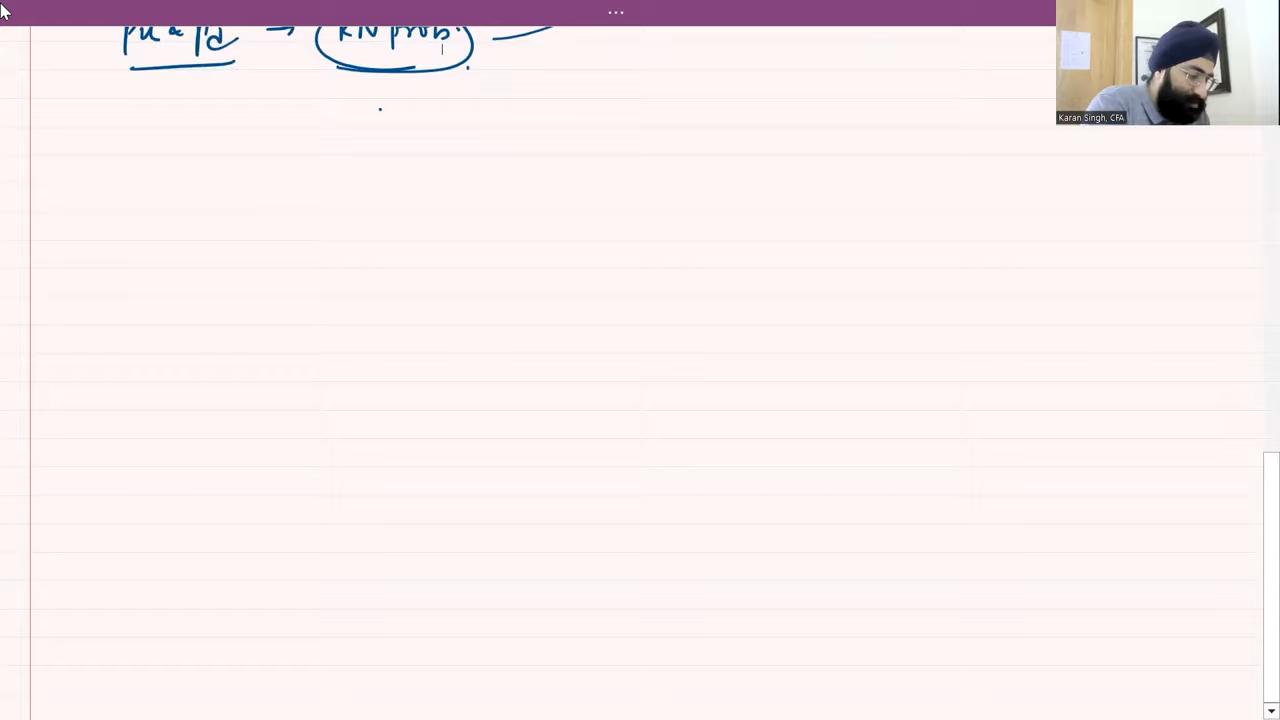 pu & pd → RN prob.
Karan Singh, CFA